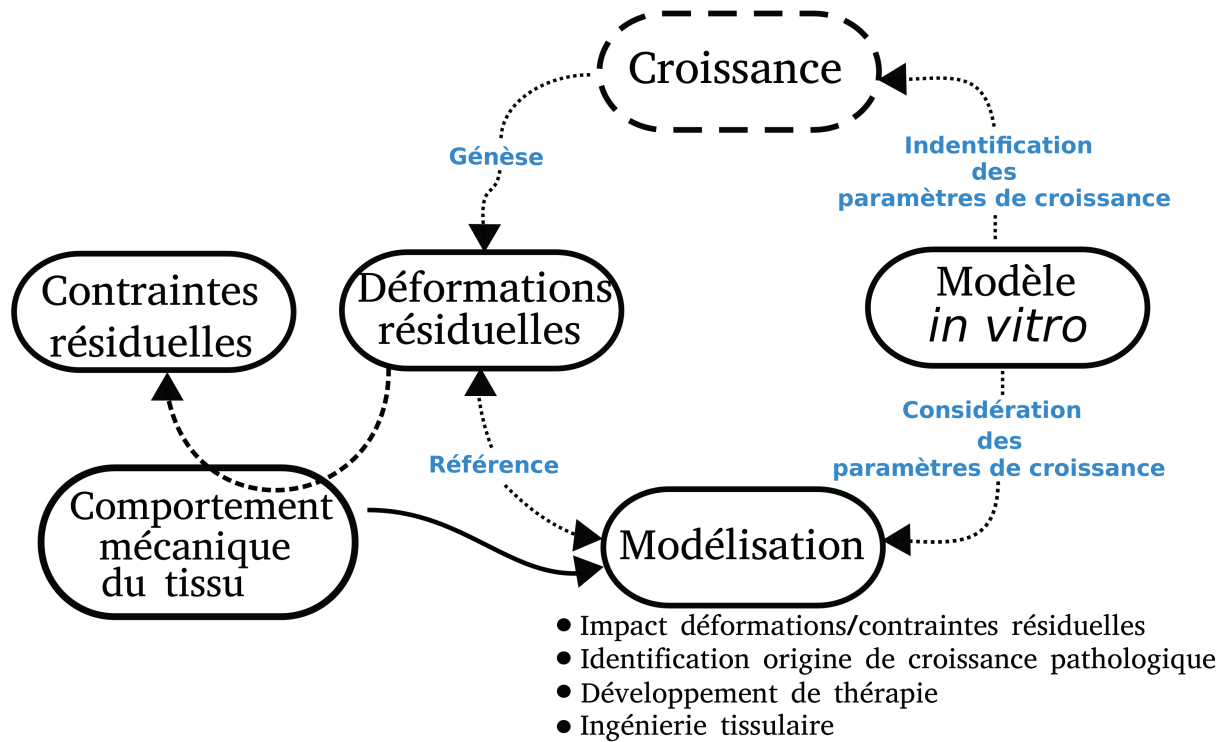 Croissance
Génèse
Indentification
des
paramètres de croissance
Contraintes
résiduelles
Déformations
résiduelles
Modèle
in vitro
Référence
Considération
des
paramètres de croissance
Comportement
mécanique
du tissu
Modélisation
● Impact déformations/contraintes résiduelles
● Identification origine de croissance pathologique
● Développement de thérapie
● Ingénierie tissulaire